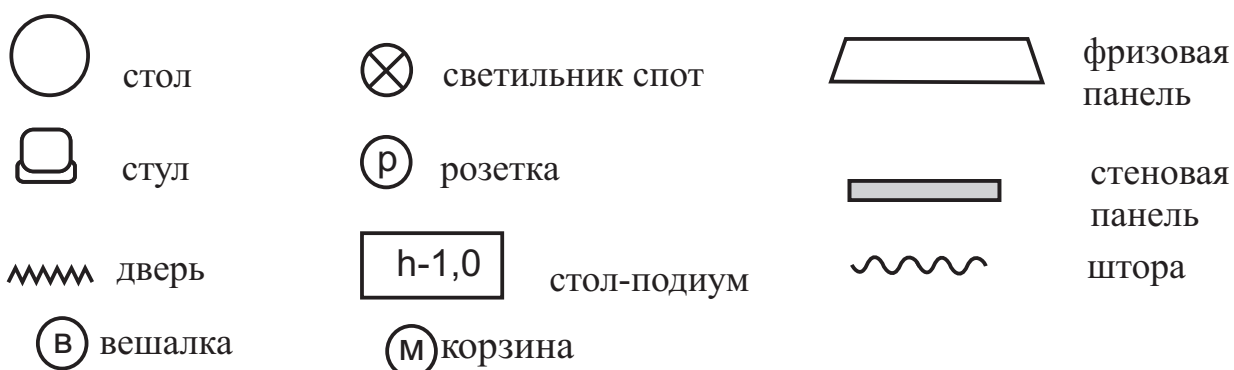 стол
светильник спот
фризовая
панель
стул
р
розетка
стеновая
панель
дверь
h-1,0
стол-подиум
штора
в
вешалка
м
корзина